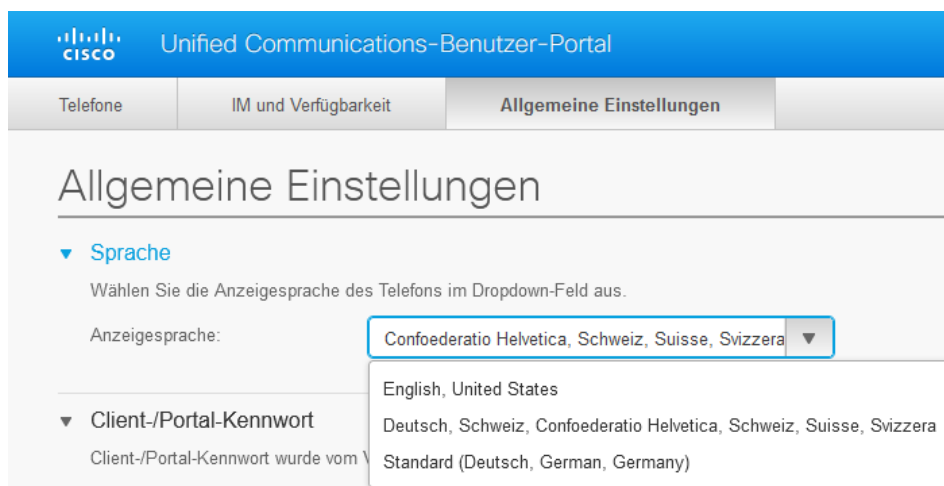 cisco Unified Communications-Benutzer-Portal
Telefone IM und Verfügbarkeit Allgemeine Einstellungen
Allgemeine Einstellungen
Sprache
Wählen Sie die Anzeigesprache des Telefons im Dropdown-Feld aus.
Anzeigesprache: Confoederatio Helvetica, Schweiz, Suisse, Svizzera
English, United States
Client-/Portal-Kennwort
Deutsch, Schweiz, Confoederatio Helvetica, Schweiz, Suisse, Svizzera
Client-/Portal-Kennwort wurde vom
Standard (Deutsch, German, Germany)